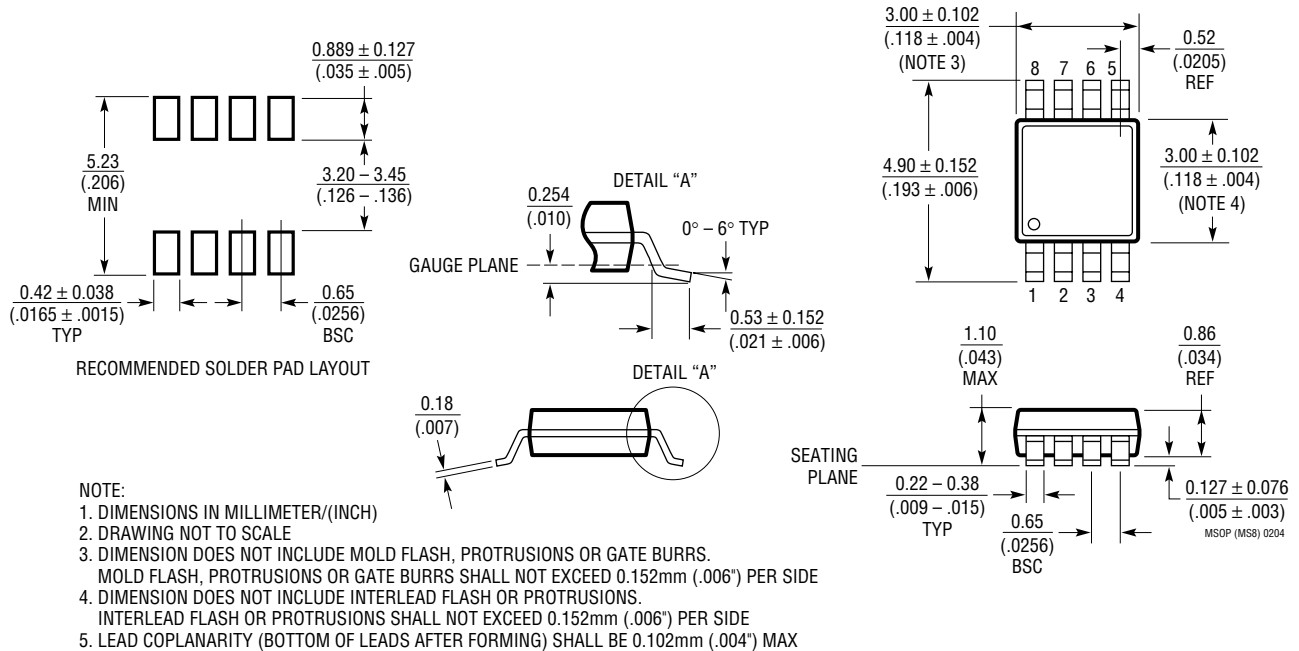 0.889 ± 0.127
(.035 ± .005)
5.23
(.206)
MIN
3.20 – 3.45
(.126 – .136)
0.42 ± 0.038
(.0165 ± .0015)
TYP
0.65
(.0256)
BSC
RECOMMENDED SOLDER PAD LAYOUT
DETAIL “A”
0.254
(.010)
0° – 6° TYP
GAUGE PLANE
0.53 ± 0.152
(.021 ± .006)
DETAIL “A”
0.18
(.007)
3.00 ± 0.102
(.118 ± .004)
(NOTE 3)
0.52
(.0205)
REF
8 7 6 5
4.90 ± 0.152
(.193 ± .006)
3.00 ± 0.102
(.118 ± .004)
(NOTE 4)
1 2 3 4
1.10
(.043)
MAX
0.86
(.034)
REF
SEATING
PLANE
0.22 – 0.38
(.009 – .015)
TYP
0.65
(.0256)
BSC
0.127 ± 0.076
(.005 ± .003)
MSOP (MS8) 0204
NOTE:
1. DIMENSIONS IN MILLIMETER/(INCH)
2. DRAWING NOT TO SCALE
3. DIMENSION DOES NOT INCLUDE MOLD FLASH, PROTRUSIONS OR GATE BURRS.
MOLD FLASH, PROTRUSIONS OR GATE BURRS SHALL NOT EXCEED 0.152mm (.006") PER SIDE
4. DIMENSION DOES NOT INCLUDE INTERLEAD FLASH OR PROTRUSIONS.
INTERLEAD FLASH OR PROTRUSIONS SHALL NOT EXCEED 0.152mm (.006") PER SIDE
5. LEAD COPLANARITY (BOTTOM OF LEADS AFTER FORMING) SHALL BE 0.102mm (.004") MAX